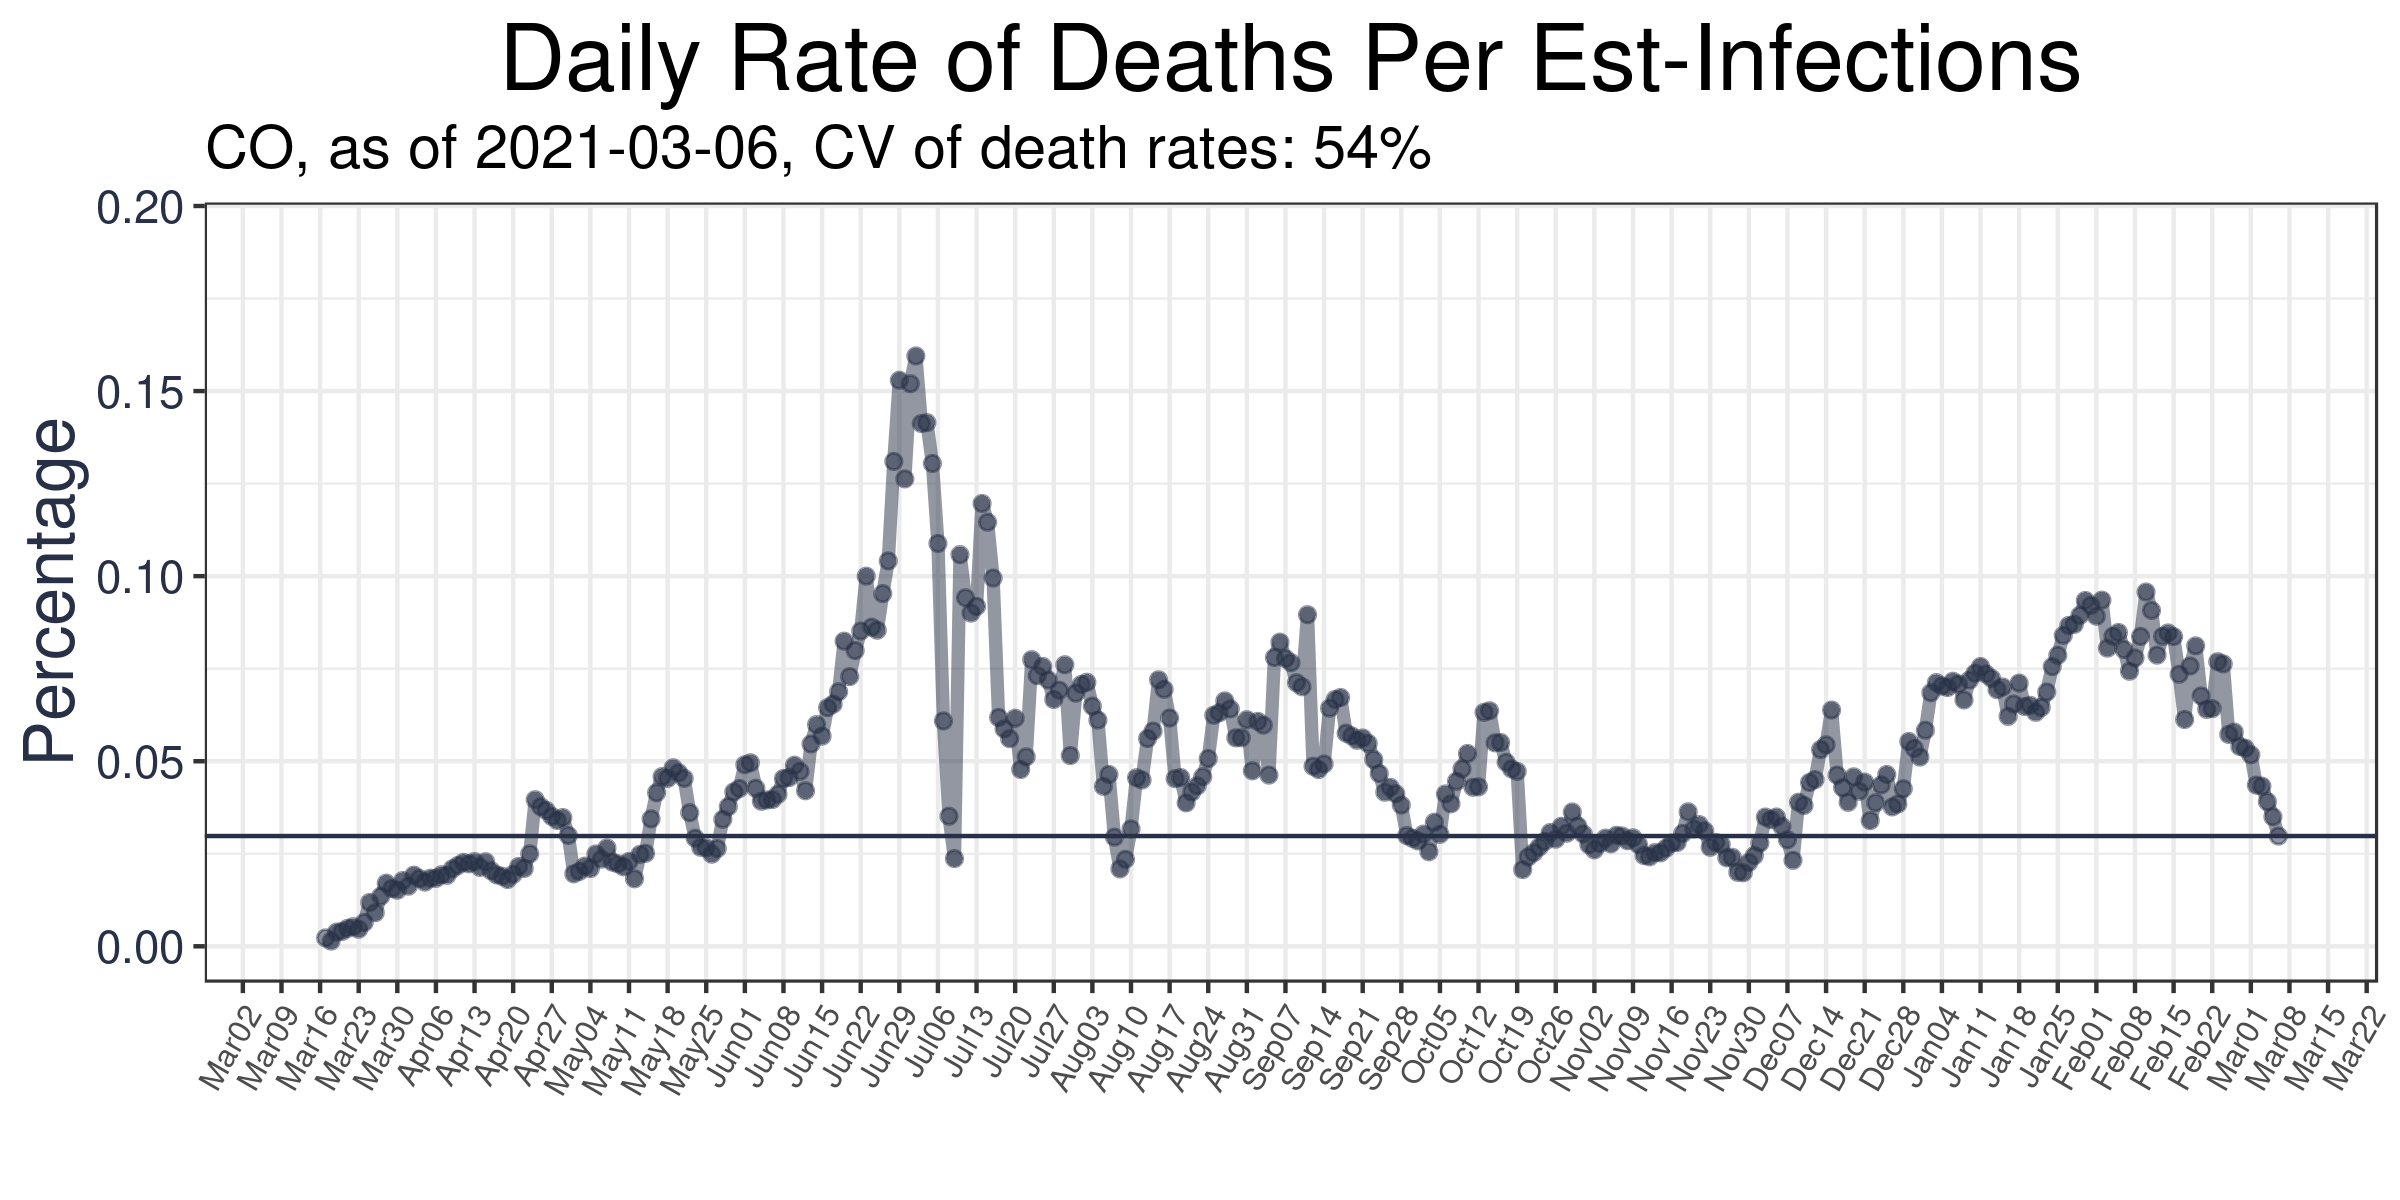 Daily Rate of Deaths Per Est-Infections
CO, as of 2021-03-06, CV of death rates: 54%
Percentage
0.20
0.15
0.10
0.05
0.00
Mar02
Mar09
Mar16
Mar23
Mar30
Apr06
Apr13
Apr20
Apr27
May04
May11
May18
May25
Jun01
Jun08
Jun15
Jun22
Jun29
Jul06
Jul13
Jul20
Jul27
Aug03
Aug10
Aug17
Aug24
Aug31
Sep07
Sep14
Sep21
Sep28
Oct05
Oct12
Oct19
Oct26
Nov02
Nov09
Nov16
Nov23
Nov30
Dec07
Dec14
Dec21
Dec28
Jan04
Jan11
Jan18
Jan25
Feb01
Feb08
Feb15
Feb22
Mar01
Mar08
Mar15
Mar22